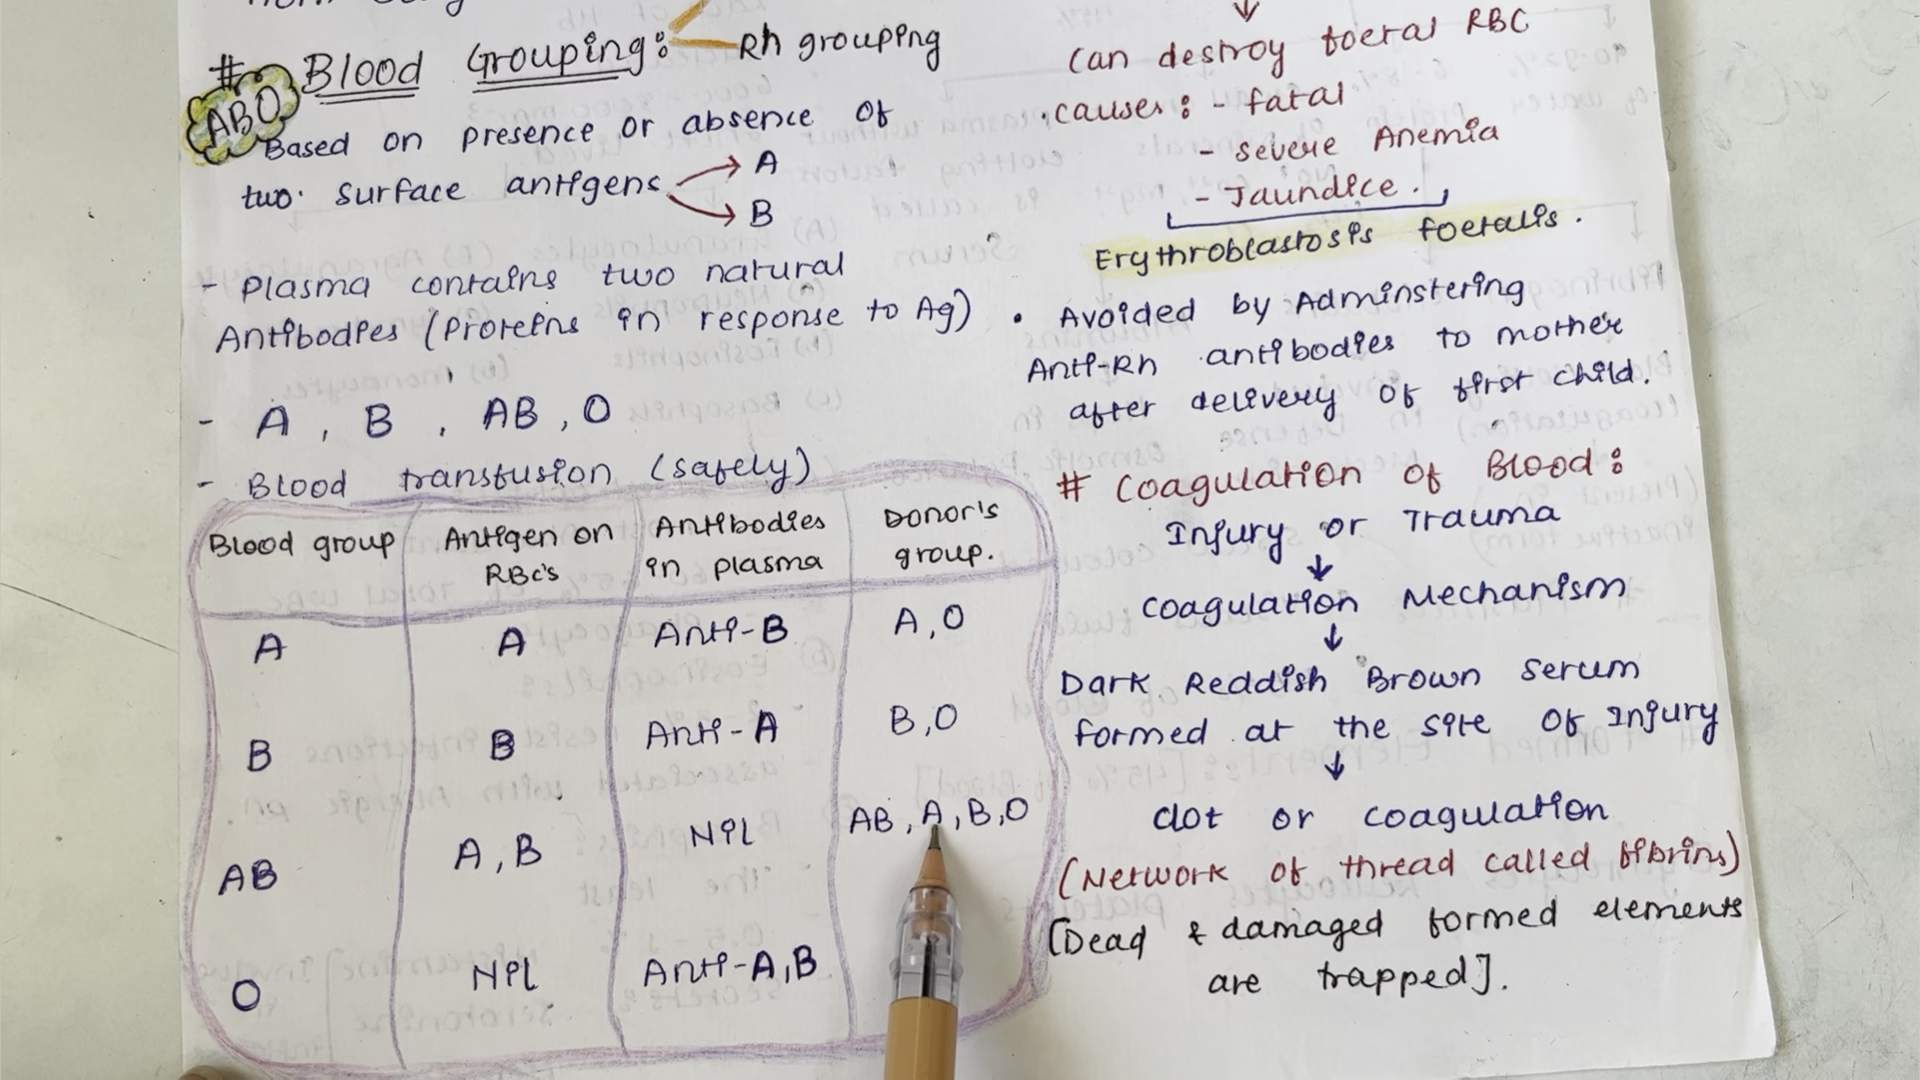 # Blood Grouping:
Rh grouping
ABO
Based on presence or absence of
two surface antigens
A
B
- Plasma contains two natural
Antibodies (Proteins in response to Ag)
- A, B, AB, O
- Blood transfusion (safely)
Blood group Antigen on RBC's Antibodies in plasma Donor's group.
A A Anti-B A,O
B B Anti-A B,O
AB A,B Nil AB,A,B,O
O Nil Anti-A,B
Can destroy foetal RBC
.causes: - fatal
- severe Anemia
- Jaundice.
Erythroblastosis foetalis.
• Avoided by Adminstering
Anti-Rh antibodies to mother
after delivery of first child.
# Coagulation of Blood:
Injury or Trauma
↓
Coagulation Mechanism
↓
Dark Reddish Brown serum
formed at the site of Injury
↓
clot or coagulation
(Network of thread called fibrins)
[Dead & damaged formed elements
are trapped].